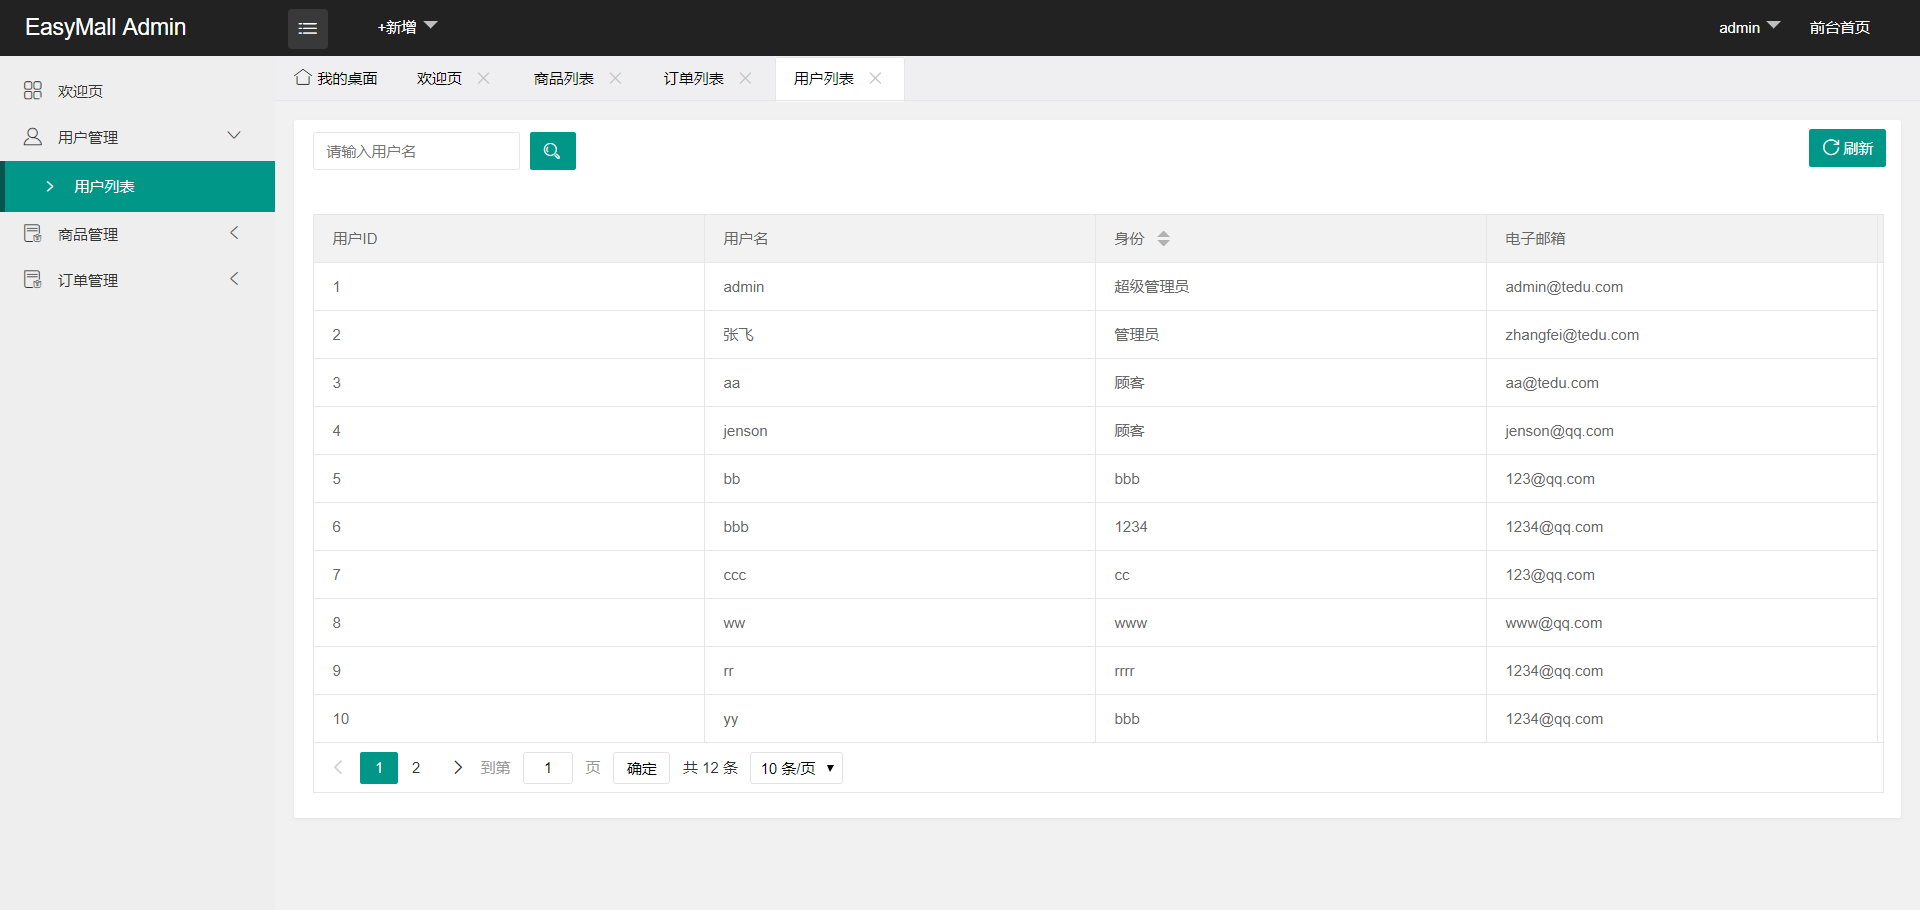 EasyMall Admin
+新增
admin
前台首页
我的桌面
欢迎页
商品列表
订单列表
用户列表
欢迎页
用户管理
用户列表
商品管理
订单管理
请输入用户名
刷新
用户ID 用户名 身份 电子邮箱
1 admin 超级管理员 admin@tedu.com
2 张飞 管理员 zhangfei@tedu.com
3 aa 顾客 aa@tedu.com
4 jenson 顾客 jenson@qq.com
5 bb bbb 123@qq.com
6 bbb 1234 1234@qq.com
7 ccc cc 123@qq.com
8 ww www www@qq.com
9 rr rrrr 1234@qq.com
10 yy bbb 1234@qq.com
1 2 到第 1 页 确定 共 12 条 10 条/页